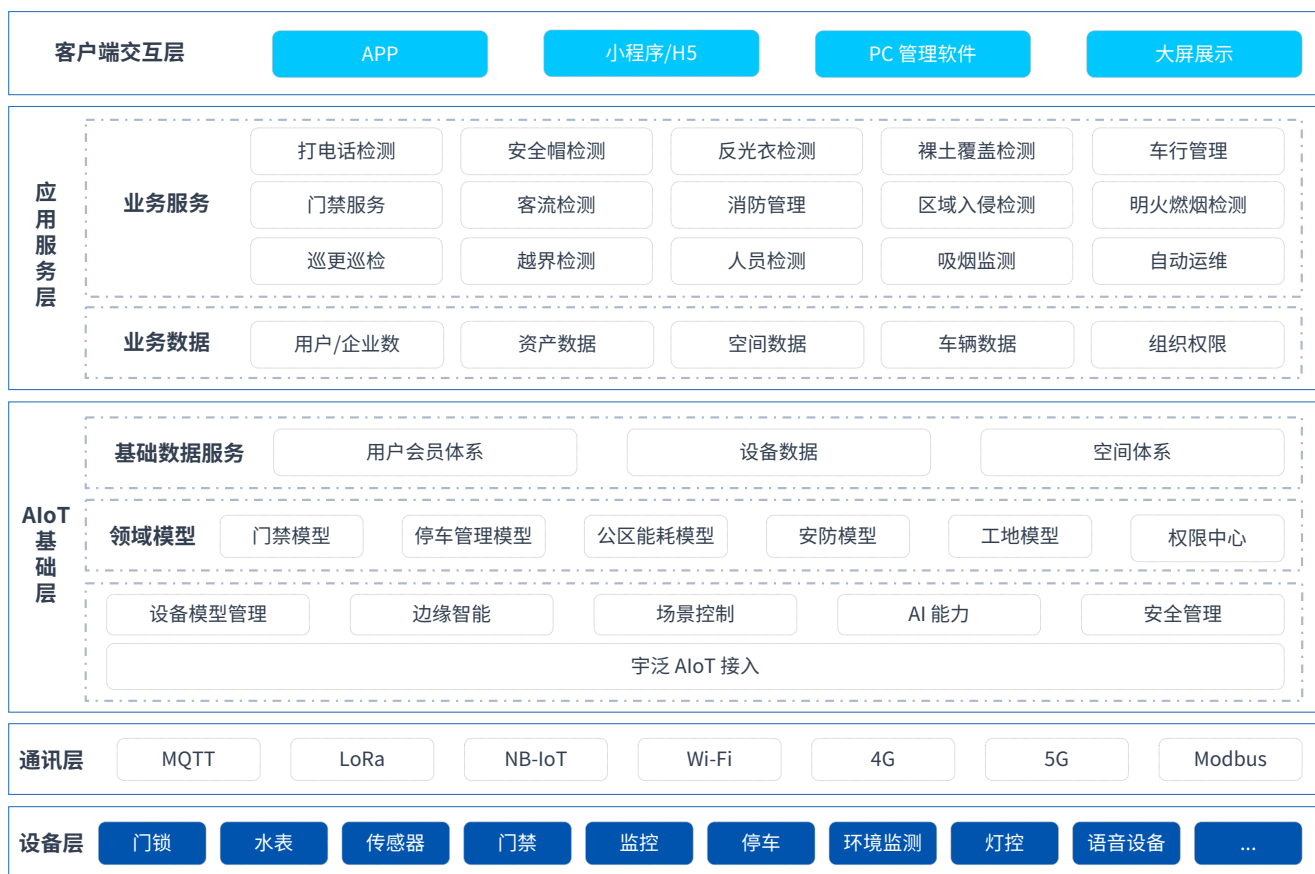 客户端交互层
APP
小程序/H5
PC 管理软件
大屏展示
应用服务层
业务服务
打电话检测
安全帽检测
反光衣检测
裸土覆盖检测
车行管理
门禁服务
客流检测
消防管理
区域入侵检测
明火燃烟检测
巡更巡检
越界检测
人员检测
吸烟监测
自动运维
业务数据
用户/企业数
资产数据
空间数据
车辆数据
组织权限
AIoT基础层
基础数据服务
用户会员体系
设备数据
空间体系
领域模型
门禁模型
停车管理模型
公区能耗模型
安防模型
工地模型
权限中心
设备模型管理
边缘智能
场景控制
AI 能力
安全管理
宇泛 AIoT 接入
通讯层
MQTT
LoRa
NB-IoT
Wi-Fi
4G
5G
Modbus
设备层
门锁
水表
传感器
门禁
监控
停车
环境监测
灯控
语音设备
...